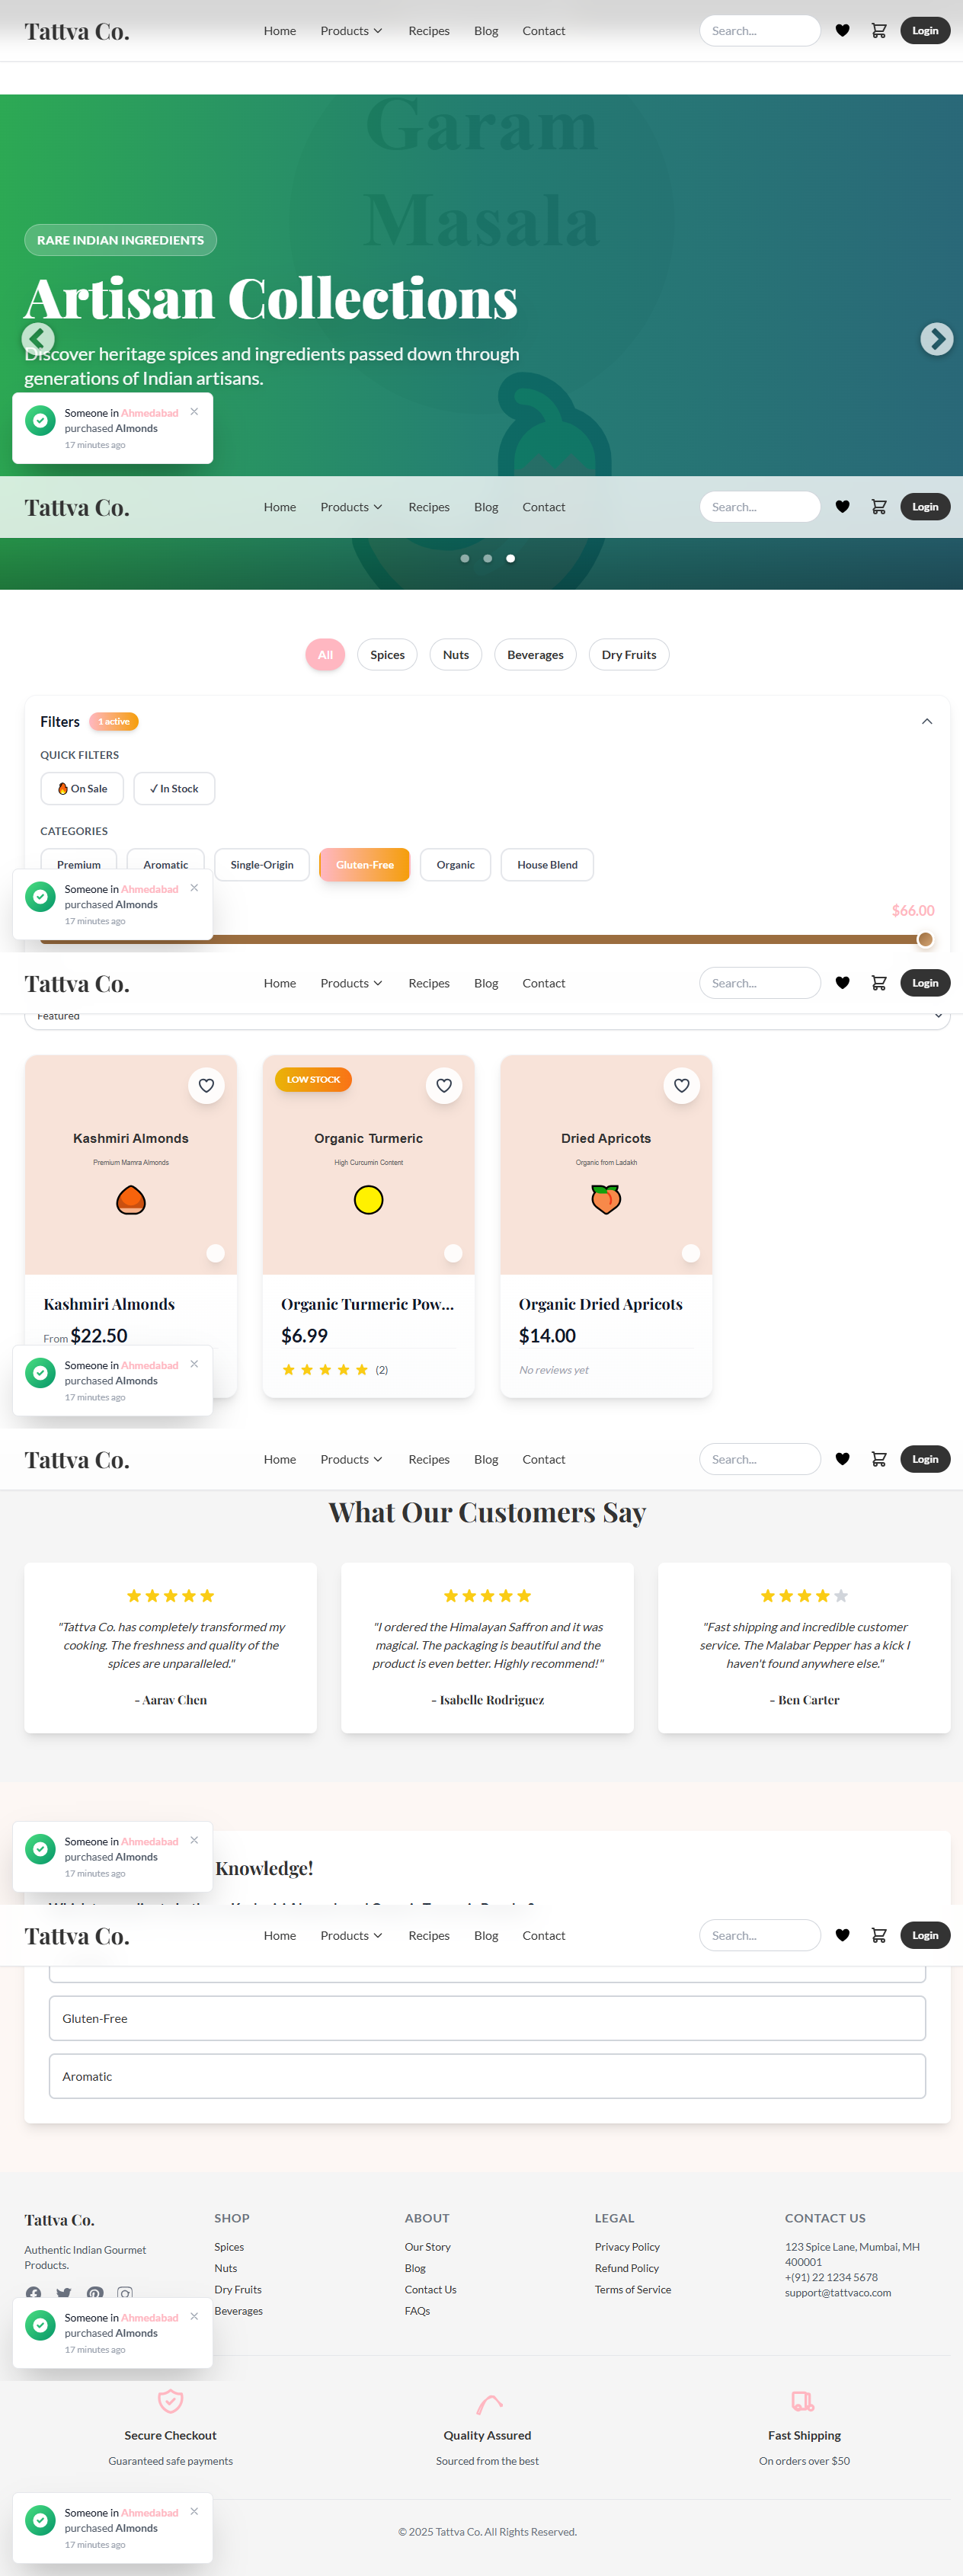 Tattva Co.
Home
Products
Recipes
Blog
Contact
Search...
Login
Garam
Masala
RARE INDIAN INGREDIENTS
Artisan Collections
Discover heritage spices and ingredients passed down through
generations of Indian artisans.
Someone in Ahmedabad
purchased Almonds
17 minutes ago
Tattva Co.
Home
Products
Recipes
Blog
Contact
Search...
Login
All
Spices
Nuts
Beverages
Dry Fruits
Filters
1 active
QUICK FILTERS
🔥 On Sale
✓ In Stock
CATEGORIES
Premium
Aromatic
Single-Origin
Gluten-Free
Organic
House Blend
Someone in Ahmedabad
purchased Almonds
17 minutes ago
$66.00
Tattva Co.
Home
Products
Recipes
Blog
Contact
Search...
Login
Featured
Kashmiri Almonds
Premium Mamra Almonds
LOW STOCK
Organic Turmeric
High Curcumin Content
Dried Apricots
Organic from Ladakh
Kashmiri Almonds
From $22.50
Organic Turmeric Pow...
$6.99
(2)
Organic Dried Apricots
$14.00
No reviews yet
Someone in Ahmedabad
purchased Almonds
17 minutes ago
Tattva Co.
Home
Products
Recipes
Blog
Contact
Search...
Login
What Our Customers Say
"Tattva Co. has completely transformed my
cooking. The freshness and quality of the
spices are unparalleled."
- Aarav Chen
"I ordered the Himalayan Saffron and it was
magical. The packaging is beautiful and the
product is even better. Highly recommend!"
- Isabelle Rodriguez
"Fast shipping and incredible customer
service. The Malabar Pepper has a kick I
haven't found anywhere else."
- Ben Carter
Someone in Ahmedabad
purchased Almonds
17 minutes ago
Knowledge!
Tattva Co.
Home
Products
Recipes
Blog
Contact
Search...
Login
Gluten-Free
Aromatic
Tattva Co.
Authentic Indian Gourmet
Products.
SHOP
Spices
Nuts
Dry Fruits
Beverages
ABOUT
Our Story
Blog
Contact Us
FAQs
LEGAL
Privacy Policy
Refund Policy
Terms of Service
CONTACT US
123 Spice Lane, Mumbai, MH
400001
+(91) 22 1234 5678
support@tattvaco.com
Someone in Ahmedabad
purchased Almonds
17 minutes ago
Secure Checkout
Guaranteed safe payments
Quality Assured
Sourced from the best
Fast Shipping
On orders over $50
Someone in Ahmedabad
purchased Almonds
17 minutes ago
© 2025 Tattva Co. All Rights Reserved.